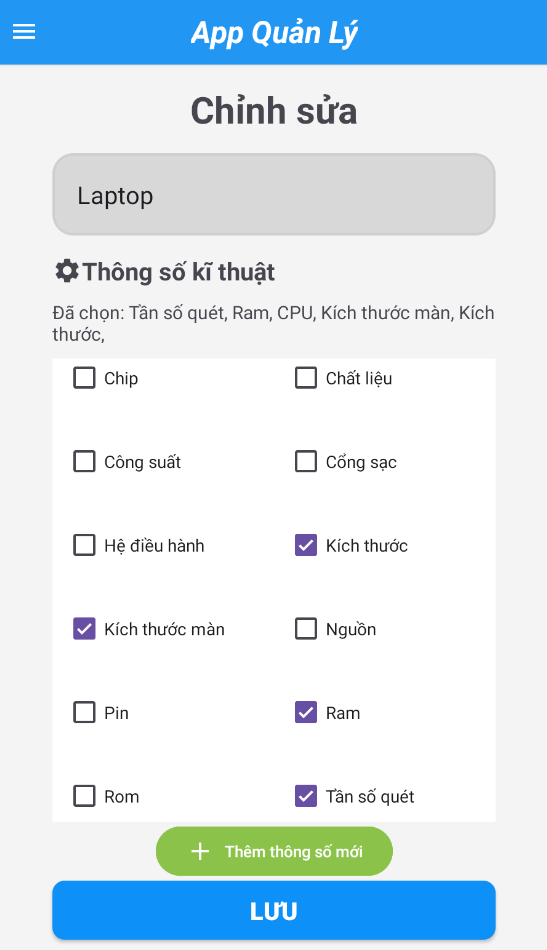 App Quản Lý
Chỉnh sửa
Laptop
Thông số kĩ thuật
Đã chọn: Tần số quét, Ram, CPU, Kích thước màn, Kích
thước,
Chip Chất liệu
Công suất Cổng sạc
Hệ điều hành Kích thước
Kích thước màn Nguồn
Pin Ram
Rom Tần số quét
Thêm thông số mới
LƯU